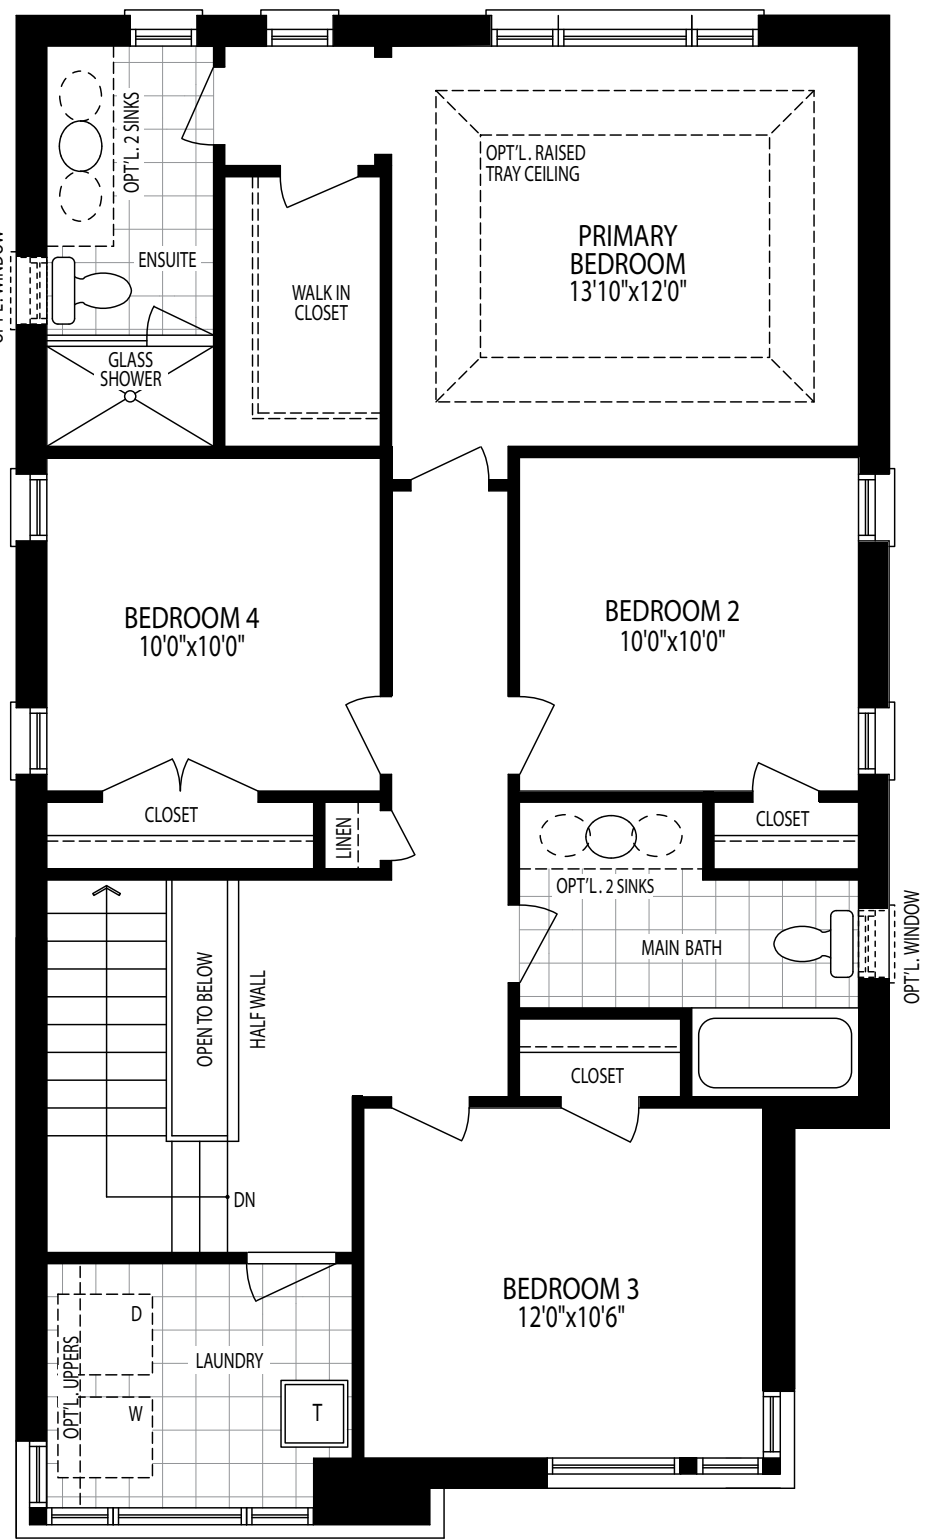 OPT'L. 2 SINKS
ENSUITE
GLASS
SHOWER
WALK IN
CLOSET
OPT'L. RAISED
TRAY CEILING
PRIMARY
BEDROOM
13'10"x12'0"
BEDROOM 4
10'0"x10'0"
BEDROOM 2
10'0"x10'0"
CLOSET
LINEN
CLOSET
OPT'L. 2 SINKS
MAIN BATH
OPT'L. WINDOW
OPEN TO BELOW
HALF WALL
CLOSET
DN
BEDROOM 3
12'0"x10'6"
D
OPT'L. UPPERS
LAUNDRY
W
T